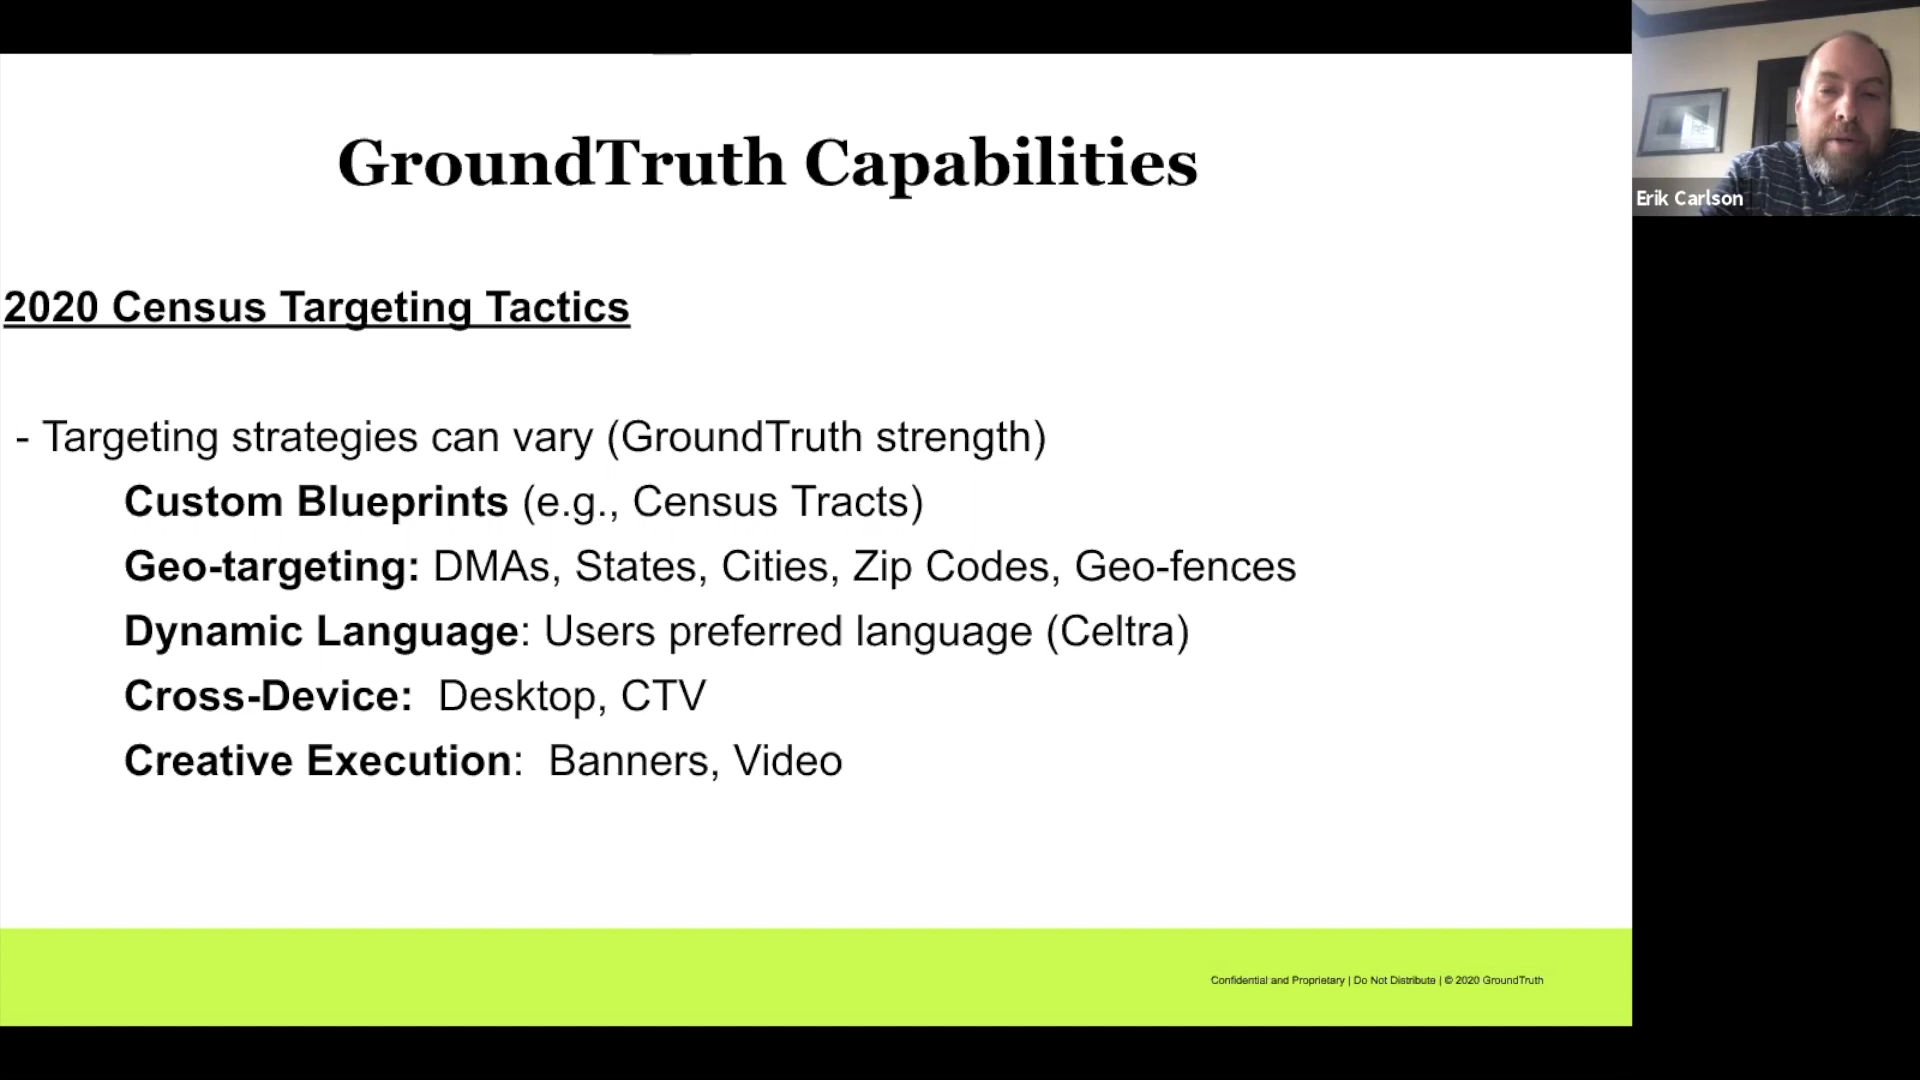 GroundTruth Capabilities
Erik Carlson
2020 Census Targeting Tactics
- Targeting strategies can vary (GroundTruth strength)
Custom Blueprints (e.g., Census Tracts)
Geo-targeting: DMAs, States, Cities, Zip Codes, Geo-fences
Dynamic Language: Users preferred language (Celtra)
Cross-Device:  Desktop, CTV
Creative Execution:  Banners, Video
Confidential and Proprietary | Do Not Distribute | © 2020 GroundTruth